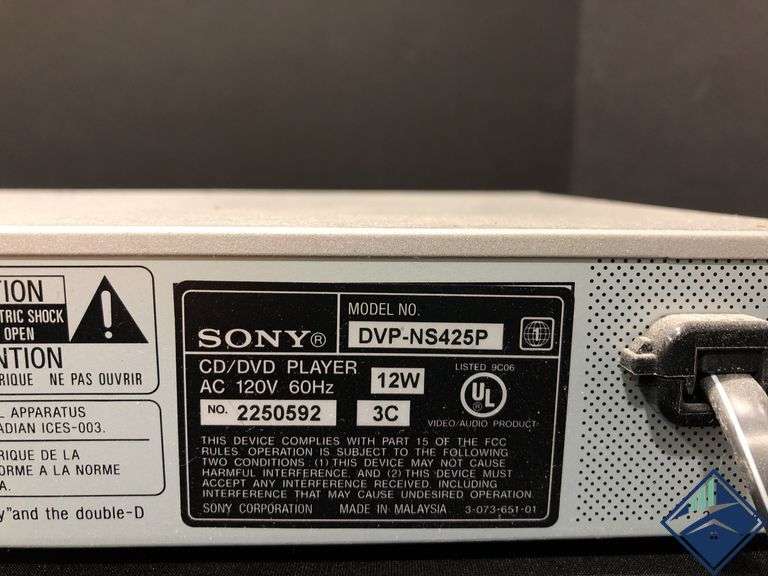 TION
TRIC SHOCK
OPEN
NTION
RIQUE NE PAS OUVRIR
L APPARATUS
ADIAN ICES-003.
RIQUE DE LA
ORME A LA NORME
A.
y"and the double-D
SONY®
MODEL NO.
DVP-NS425P
1
CD/DVD PLAYER
AC 120V 60Hz
12W
LISTED 9C06
UL
NO. 2250592
3C
VIDEO/AUDIO PRODUCT
THIS DEVICE COMPLIES WITH PART 15 OF THE FCC
RULES. OPERATION IS SUBJECT TO THE FOLLOWING
TWO CONDITIONS: (1) THIS DEVICE MAY NOT CAUSE
HARMFUL INTERFERENCE, AND (2) THIS DEVICE MUST
ACCEPT ANY INTERFERENCE RECEIVED, INCLUDING
INTERFERENCE THAT MAY CAUSE UNDESIRED OPERATION.
SONY CORPORATION MADE IN MALAYSIA 3-073-651-01